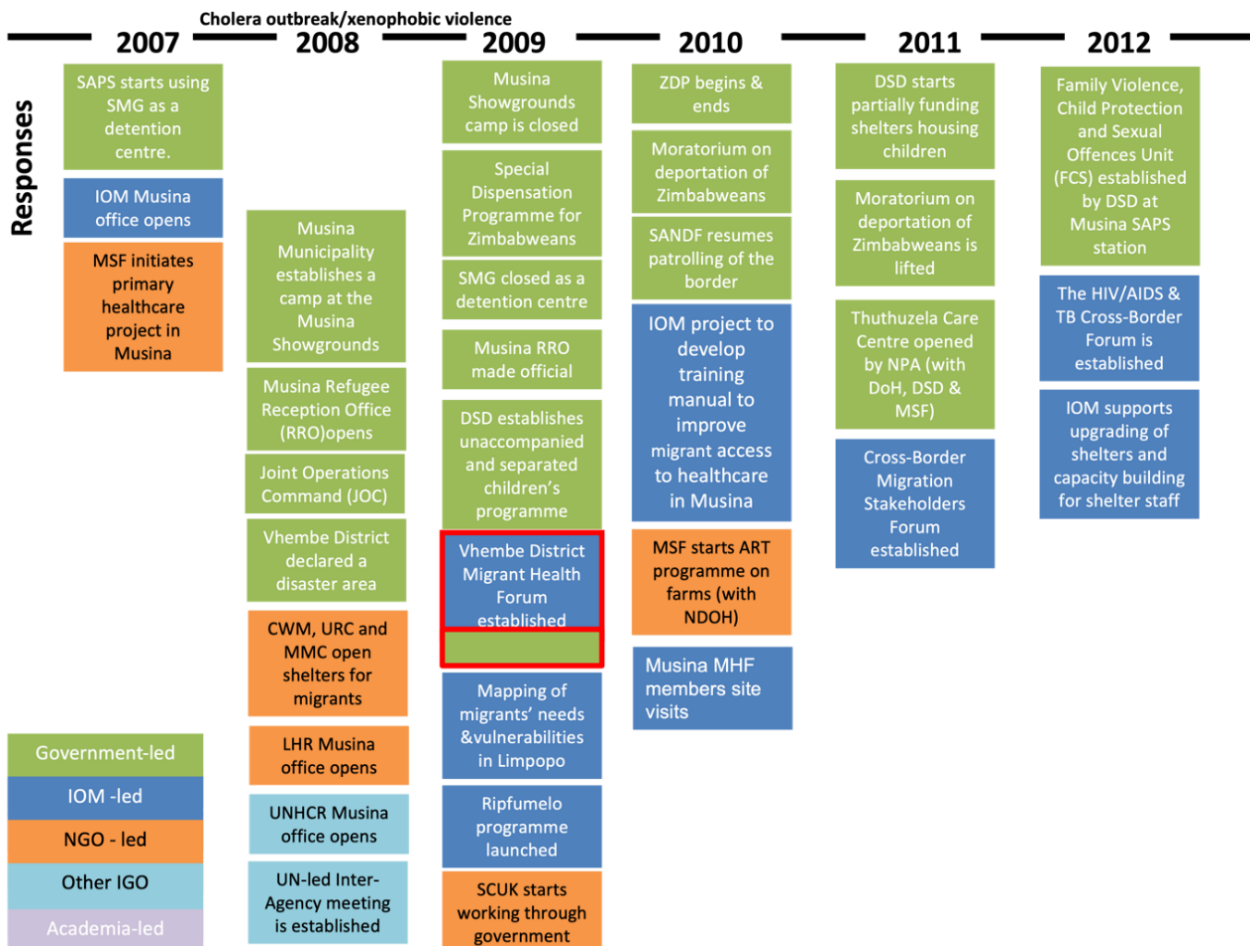 Cholera outbreak/xenophobic violence
2007
2008
2009
2010
2011
2012
Responses
SAPS starts using
SMG as a
detention
centre.
IOM Musina
office opens
MSF initiates
primary
healthcare
project in
Musina
Musina
Municipality
establishes a
camp at the
Musina
Showgrounds
Musina Refugee
Reception Office
(RRO)opens
Joint Operations
Command (JOC)
Vhembe District
declared a
disaster area
CWM, URC and
MMC open
shelters for
migrants
LHR Musina
office opens
UNHCR Musina
office opens
UN-led Inter-
Agency meeting
is established
Musina
Showgrounds
camp is closed
Special
Dispensation
Programme for
Zimbabweans
SMG closed as a
detention centre
Musina RRO
made official
DSD establishes
unaccompanied
and separated
children's
programme
Vhembe District
Migrant Health
Forum
established
Mapping of
migrants' needs
&vulnerabilities
in Limpopo
Ripfumelo
programme
launched
SCUK starts
working through
government
ZDP begins &
ends
Moratorium on
deportation of
Zimbabweans
SANDF resumes
patrolling of the
border
IOM project to
develop
training
manual to
improve
migrant access
to healthcare
in Musina
MSF starts ART
programme on
farms (with
NDOH)
Musina MHF
members site
visits
DSD starts
partially funding
shelters housing
children
Moratorium on
deportation of
Zimbabweans is
lifted
Thuthuzela Care
Centre opened
by NPA (with
DoH, DSD &
MSF)
Cross-Border
Migration
Stakeholders
Forum
established
Family Violence,
Child Protection
and Sexual
Offences Unit
(FCS) established
by DSD at
Musina SAPS
station
The HIV/AIDS &
TB Cross-Border
Forum is
established
IOM supports
upgrading of
shelters and
capacity building
for shelter staff
Government-led
IOM -led
NGO - led
Other IGO
Academia-led